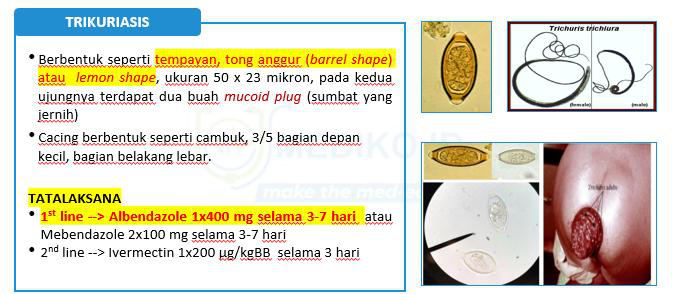 TRIKURIASIS
• Berbentuk seperti tempayan, tong anggur (barrel shape)
atau lemon shape, ukuran 50 x 23 mikron, pada kedua
ujungnya terdapat dua buah mucoid plug (sumbat yang
jernih)
• Cacing berbentuk seperti cambuk, 3/5 bagian depan
kecil, bagian belakang lebar.
TATALAKSANA
• 1st line --> Albendazole 1x400 mg selama 3-7 hari atau
Mebendazole 2x100 mg selama 3-7 hari
• 2nd line --> Ivermectin 1x200 µg/kgBB selama 3 hari
Trichuris trichiura
(female)
(male)
make the med-e